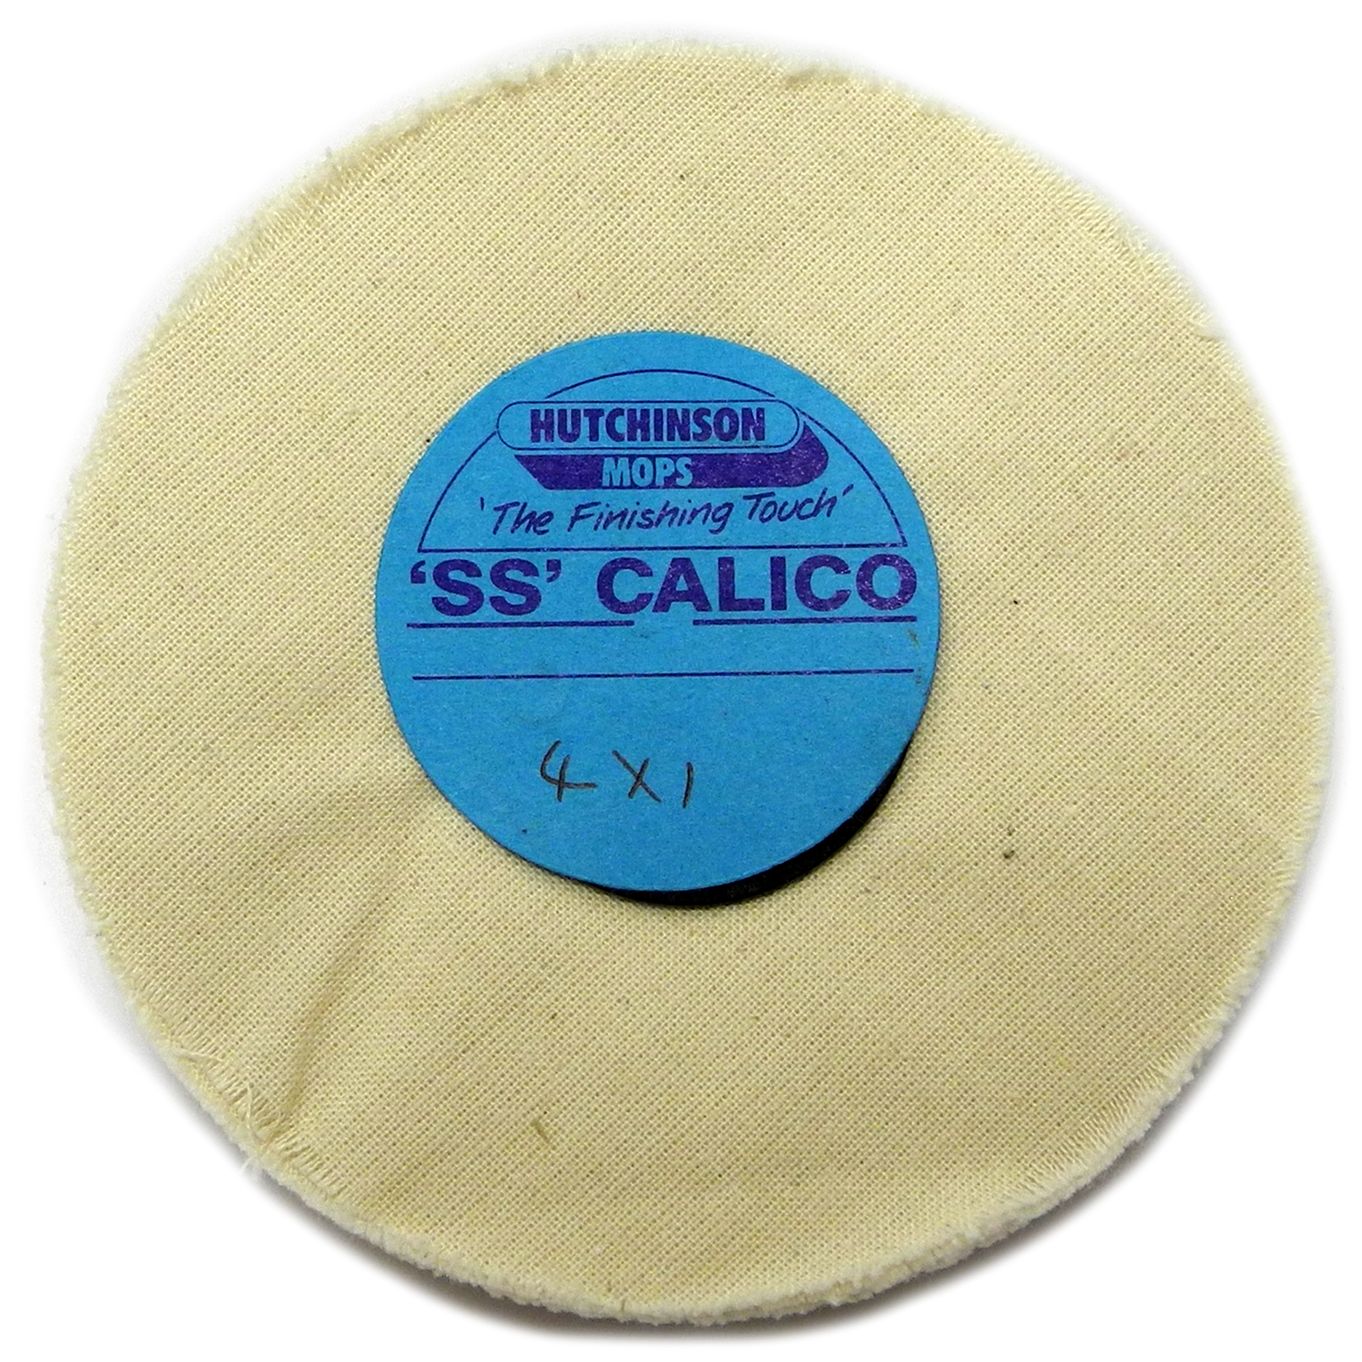 HUTCHINSON
MOPS
'The Finishing Touch'
'SS' CALICO
4 X 1